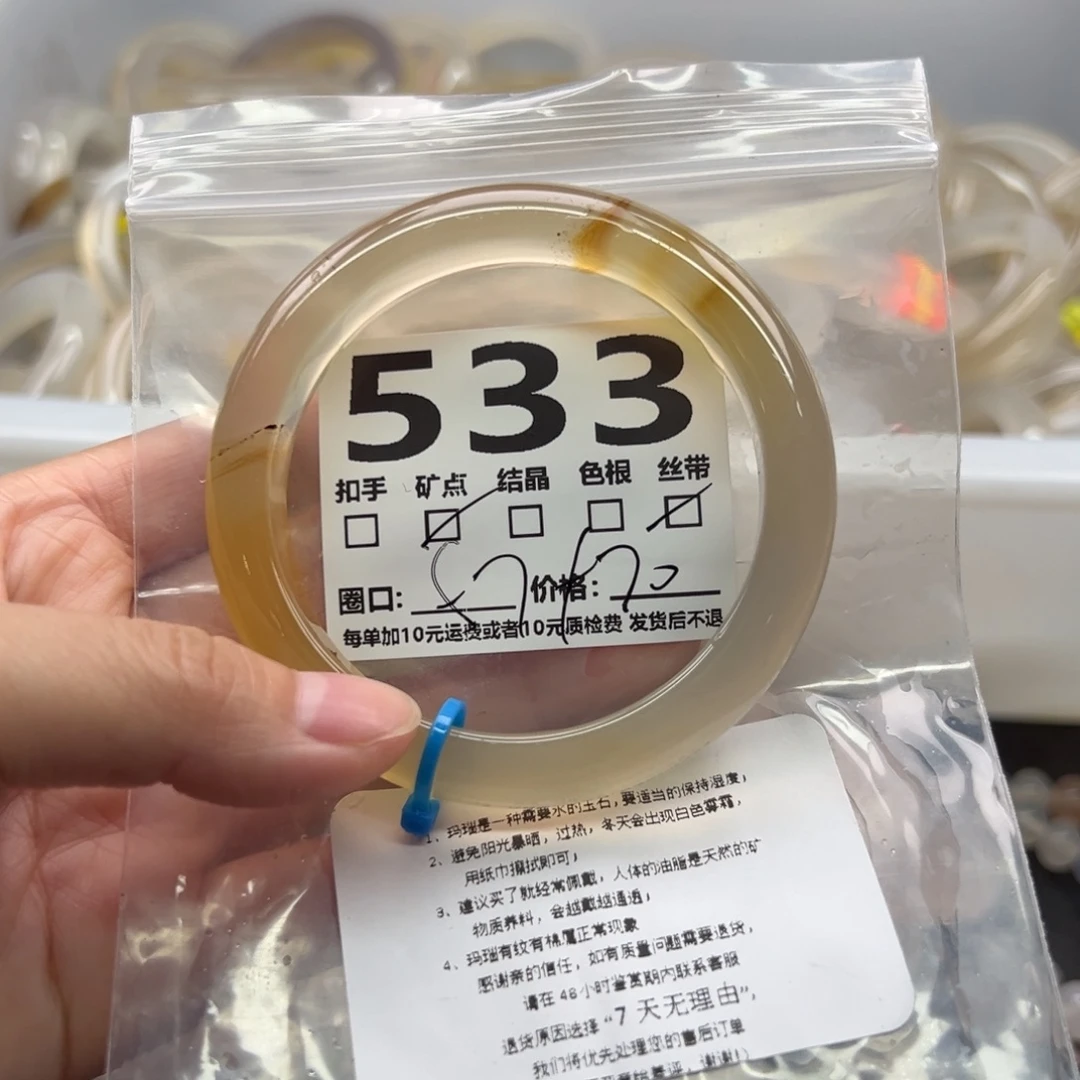 533
扣手 矿点 结晶 色根 丝带
圈口: 57 价格: 70
每单加10元运费或者10元质检费 发货后不退
1、玛瑙是一种需要水的玉石，要适当的保持湿度，
2、避免阳光暴晒，过热，冬天会出现白色雾霜，
用纸巾擦拭即可，
3、建议买了就经常佩戴，人体的油脂是天然的矿
物质养料，会越戴越通透，
4、玛瑙有纹有棉属正常现象
感谢亲的信任，如有质量问题需要退货，
请在48小时鉴赏期内联系客服
退货原因选择“7天无理由”，
我们将优先处理您的售后订单
谢谢!)